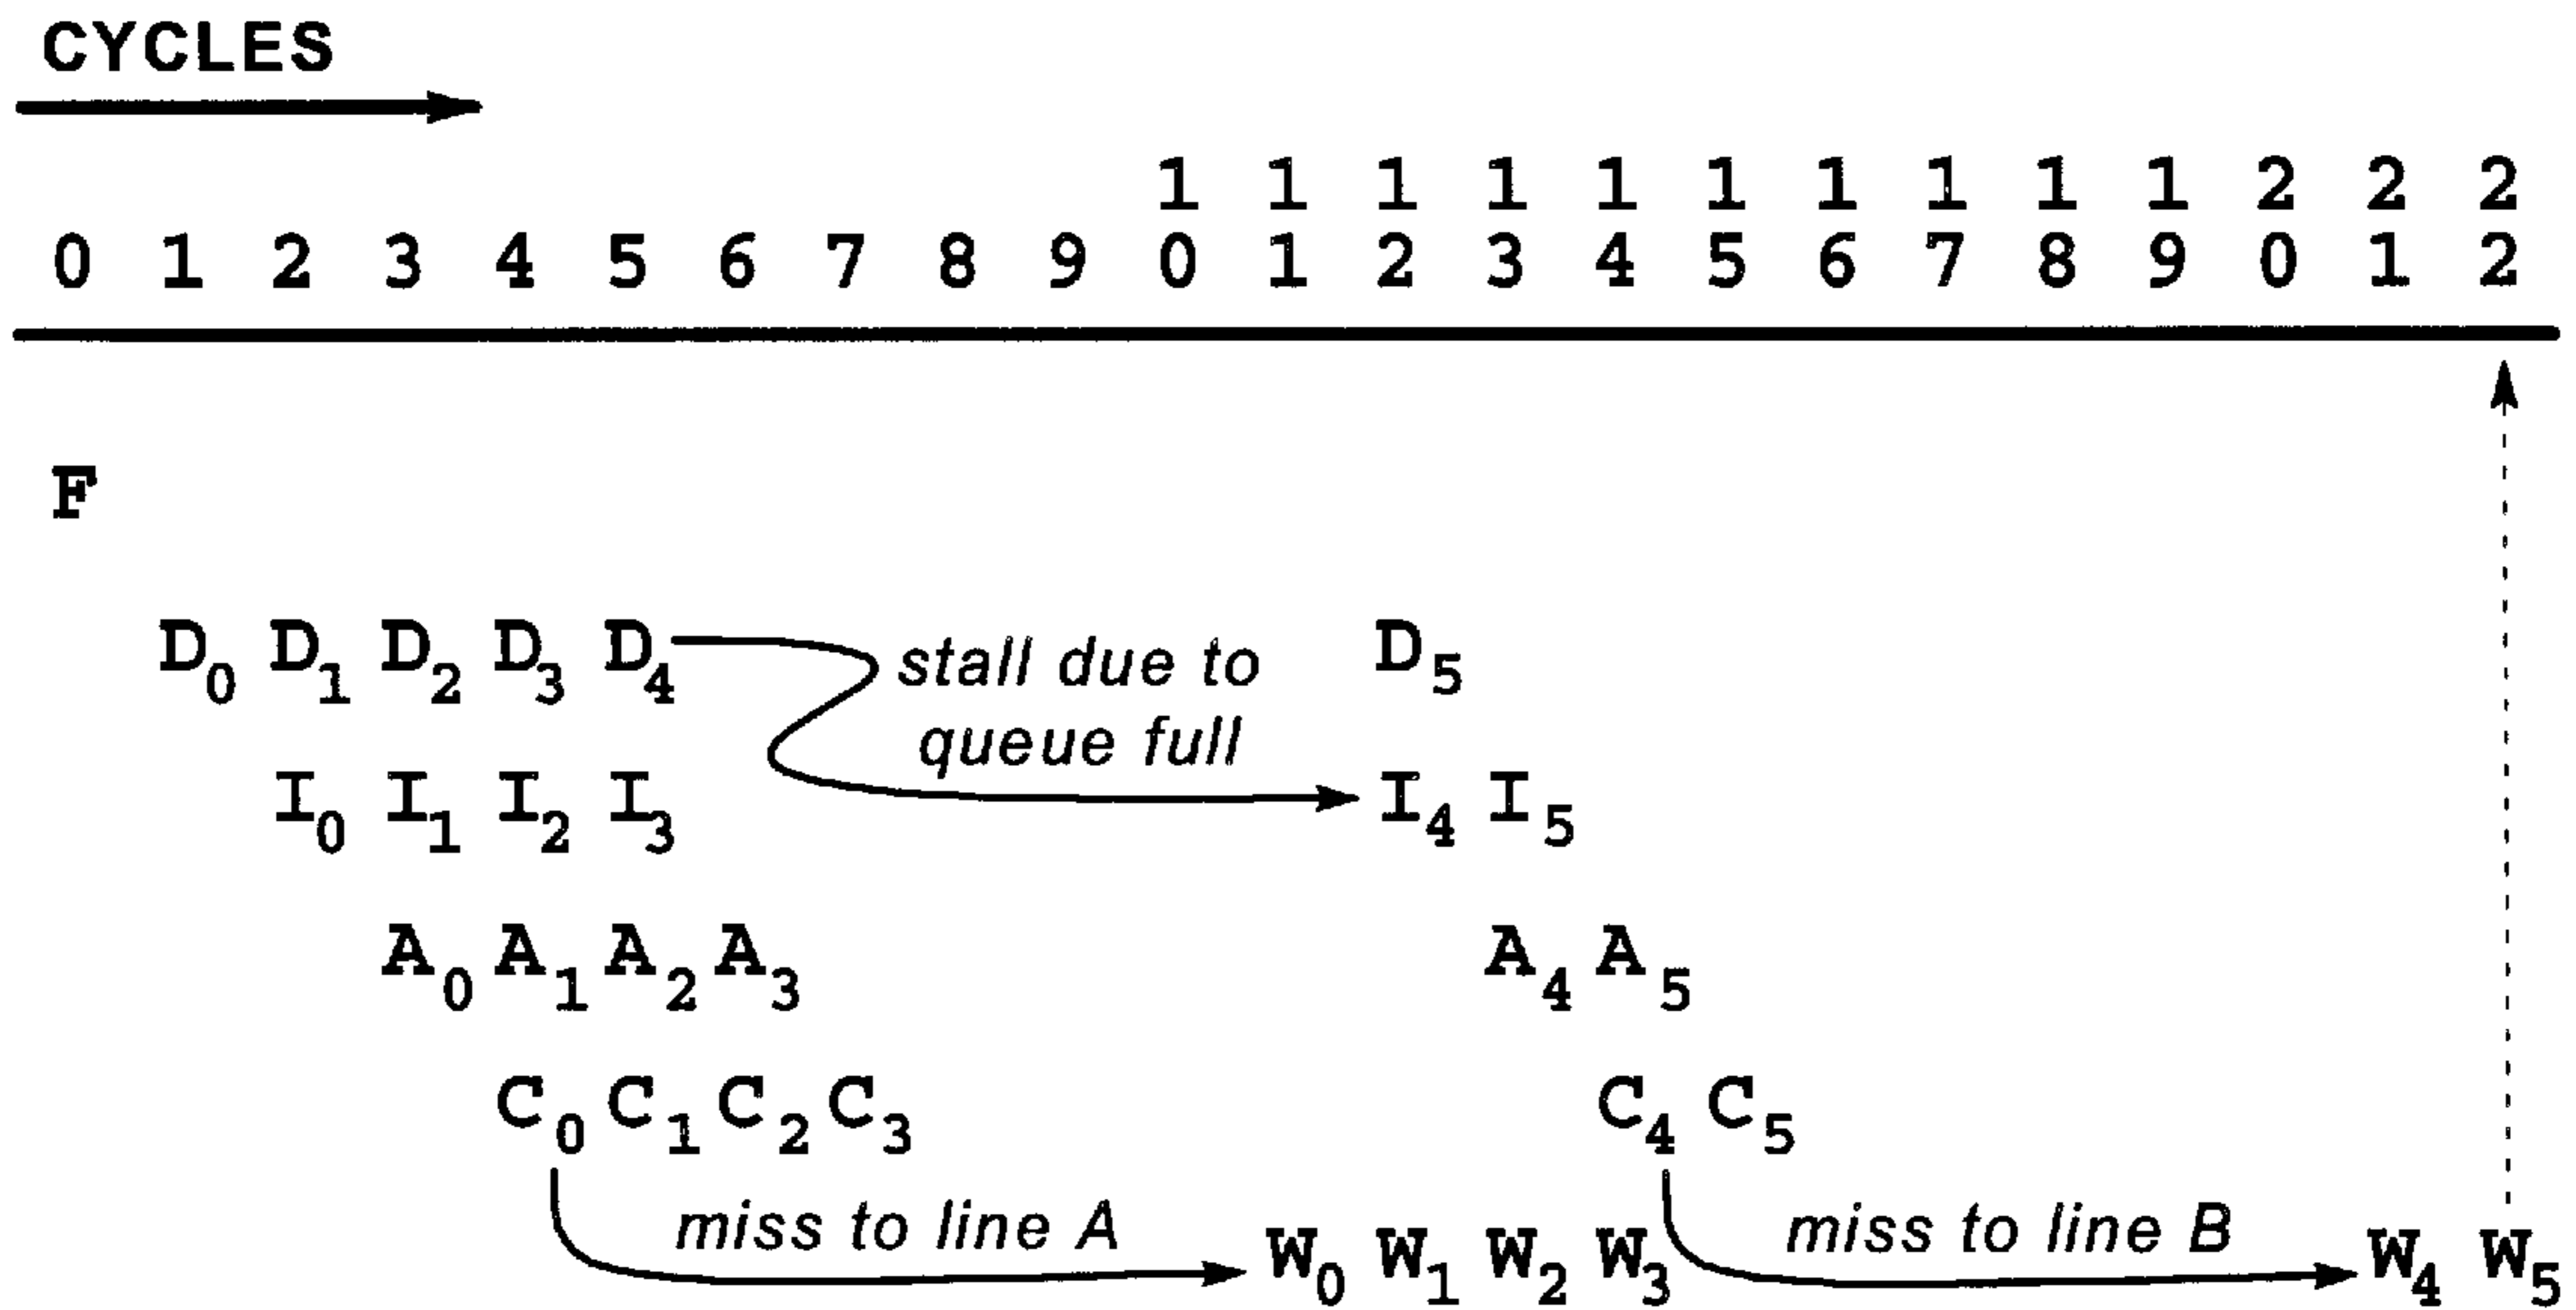 CYCLES
1 1 1 1 1 1 1 1 1 1 2 2 2
0 1 2 3 4 5 6 7 8 9 0 1 2 3 4 5 6 7 8 9 0 1 2
F
D0 D1 D2 D3 D4 stall due to D5
queue full
I0 I1 I2 I3 I4 I5
A0 A1 A2 A3 A4 A5
C0 C1 C2 C3 C4 C5
miss to line A W0 W1 W2 W3 miss to line B W4 W5